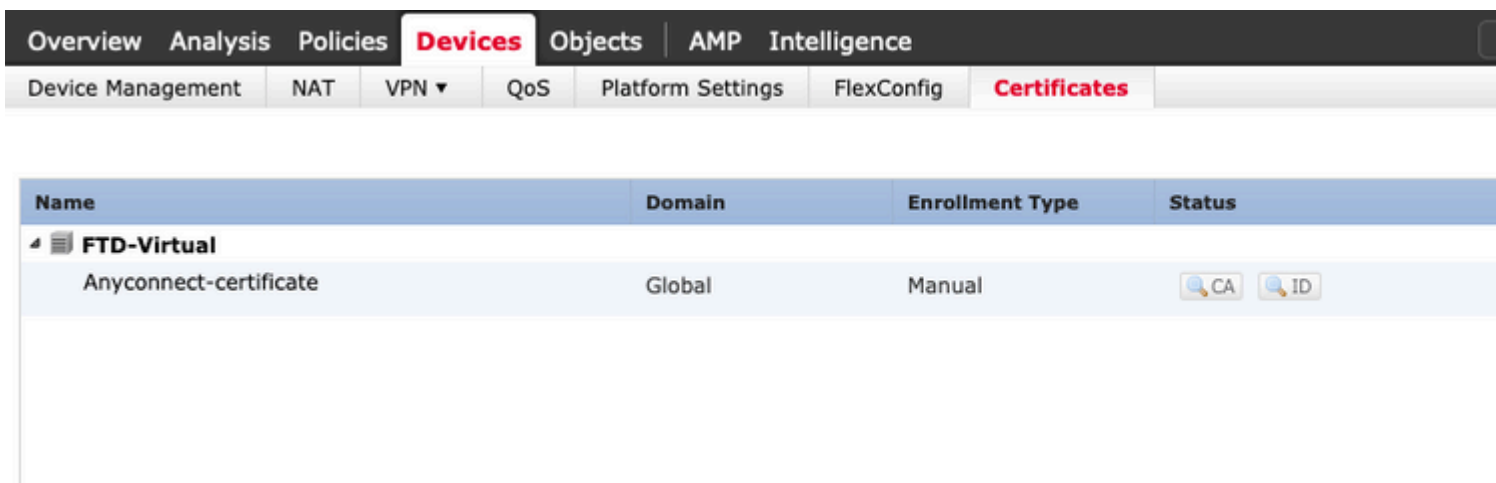 Overview Analysis Policies Devices Objects AMP Intelligence
Device Management NAT VPN ▼ QoS Platform Settings FlexConfig Certificates
Name Domain Enrollment Type Status
FTD-Virtual
Anyconnect-certificate Global Manual CA ID